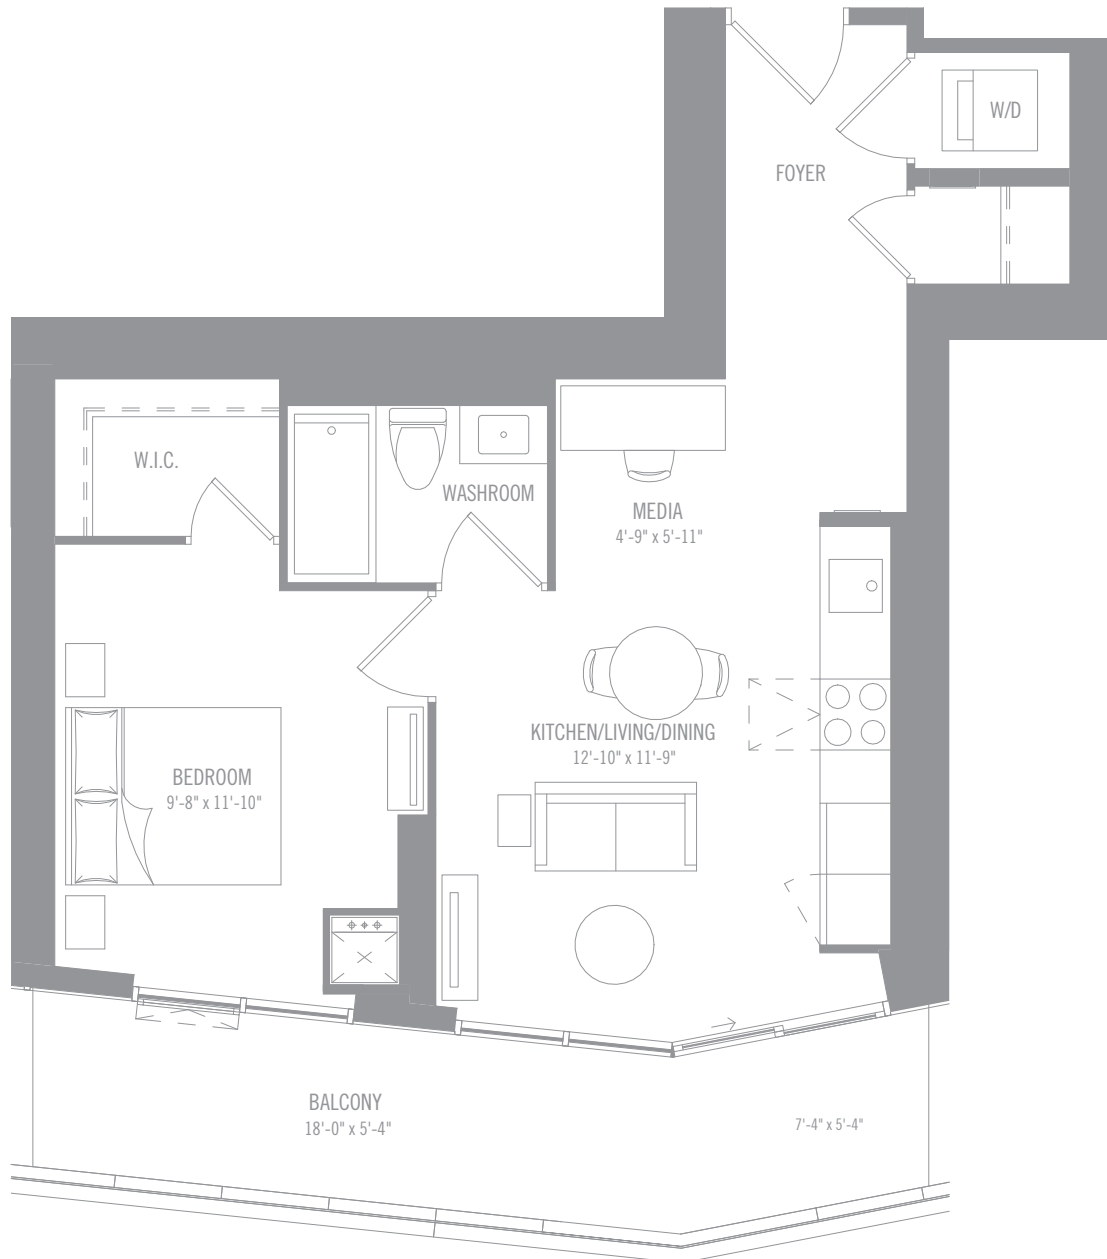 W/D
FOYER
W.I.C.
WASHROOM
MEDIA
4'-9" x 5'-11"
KITCHEN/LIVING/DINING
12'-10" x 11'-9"
BEDROOM
9'-8" x 11'-10"
BALCONY
18'-0" x 5'-4"
7'-4" x 5'-4"